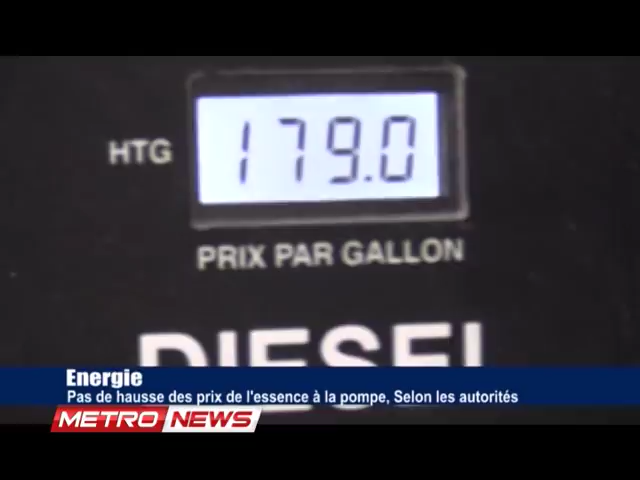 HTG 179.0
PRIX PAR GALLON
DIESEL
Energie
Pas de hausse des prix de l'essence à la pompe, Selon les autorités
METRO NEWS